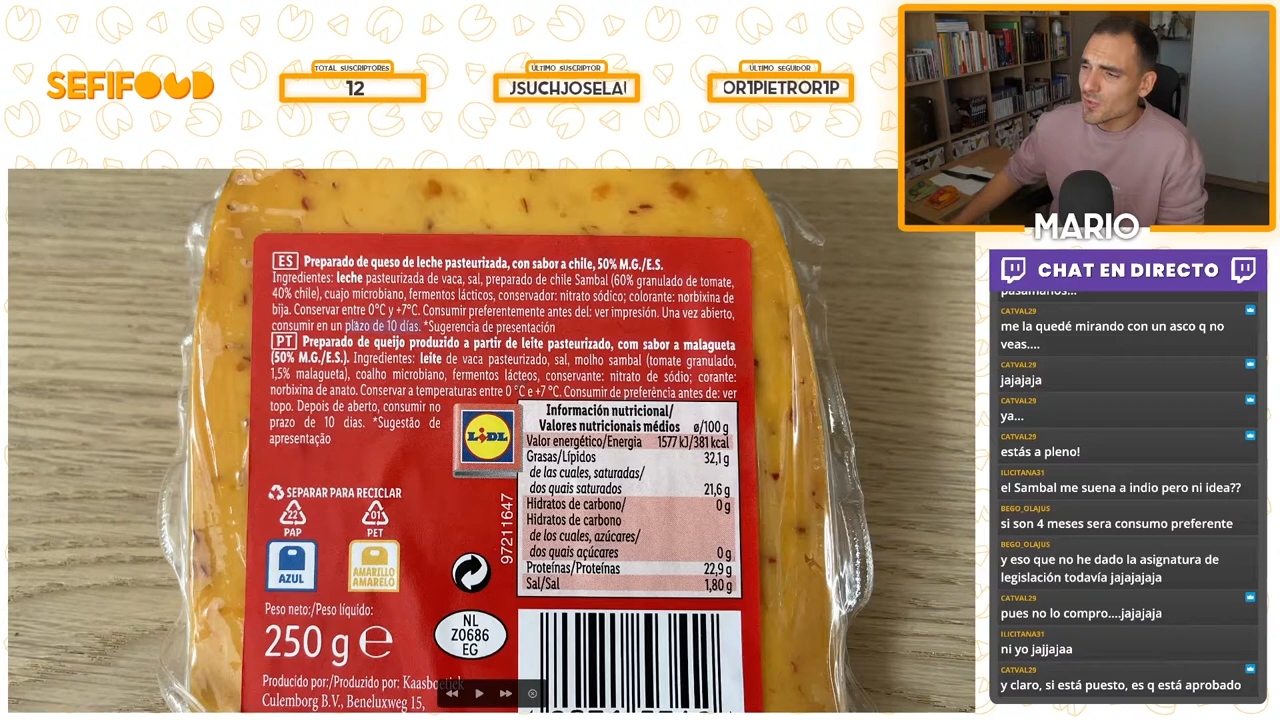 SEFIFOOD
TOTAL SUSCRIPTORES
12
ÚLTIMO SUSCRIPTOR
JSUCHJOSELAU
ÚLTIMO SEGUIDOR
OR1PIETROR1P
MARIO
ES Preparado de queso de leche pasteurizada, con sabor a chile, 50% M.G./E.S.
Ingredientes: leche pasteurizada de vaca, sal, preparado de chile Sambal (60% granulado de tomate,
40% chile), cuajo microbiano, fermentos lácticos, conservador: nitrato sódico; colorante: norbixina de
bija. Conservar entre 0°C y +7°C. Consumir preferentemente antes del: ver impresión. Una vez abierto,
consumir en un plazo de 10 días. *Sugerencia de presentación
PT Preparado de queijo produzido a partir de leite pasteurizado, com sabor a malagueta
(50% M.G./E.S.). Ingredientes: leite de vaca pasteurizado, sal, molho sambal (tomate granulado,
1,5% malagueta), coalho microbiano, fermentos lácteos, conservante: nitrato de sódio; corante:
norbixina de anato. Conservar a temperaturas entre 0 °C e +7 °C. Consumir de preferência antes de: ver
topo. Depois de aberto, consumir no
prazo de 10 dias. *Sugestão de
apresentação
LiDL
Información nutricional/
Valores nutricionais médios ø/100 g
Valor energético/Energia 1577 kJ/381 kcal
Grasas/Lípidos 32,1 g
de las cuales, saturadas/
dos quais saturados 21,6 g
Hidratos de carbono/ 0 g
Hidratos de carbono
de los cuales, azúcares/
dos quais açúcares 0 g
Proteínas/Proteínas 22,9 g
Sal/Sal 1,80 g
97211647
SEPARAR PARA RECICLAR
22
PAP
01
PET
AZUL
AMARILLO
AMARELO
Peso neto:/Peso líquido:
250 g e
NL
Z0686
EG
Producido por:/Produzido por:
Culemborg B.V., Beneluxweg 15,
CHAT EN DIRECTO
pasamanos...
CATVAL29
me la quedé mirando con un asco q no
veas....
CATVAL29
jajajaja
CATVAL29
ya...
CATVAL29
estás a pleno!
ILICITANA31
el Sambal me suena a indio pero ni idea??
BEGO_OLAJUS
si son 4 meses sera consumo preferente
BEGO_OLAJUS
y eso que no he dado la asignatura de
legislación todavía jajajajaja
CATVAL29
pues no lo compro....jajajaja
ILICITANA31
ni yo jajjajaa
CATVAL29
y claro, si está puesto, es q está aprobado